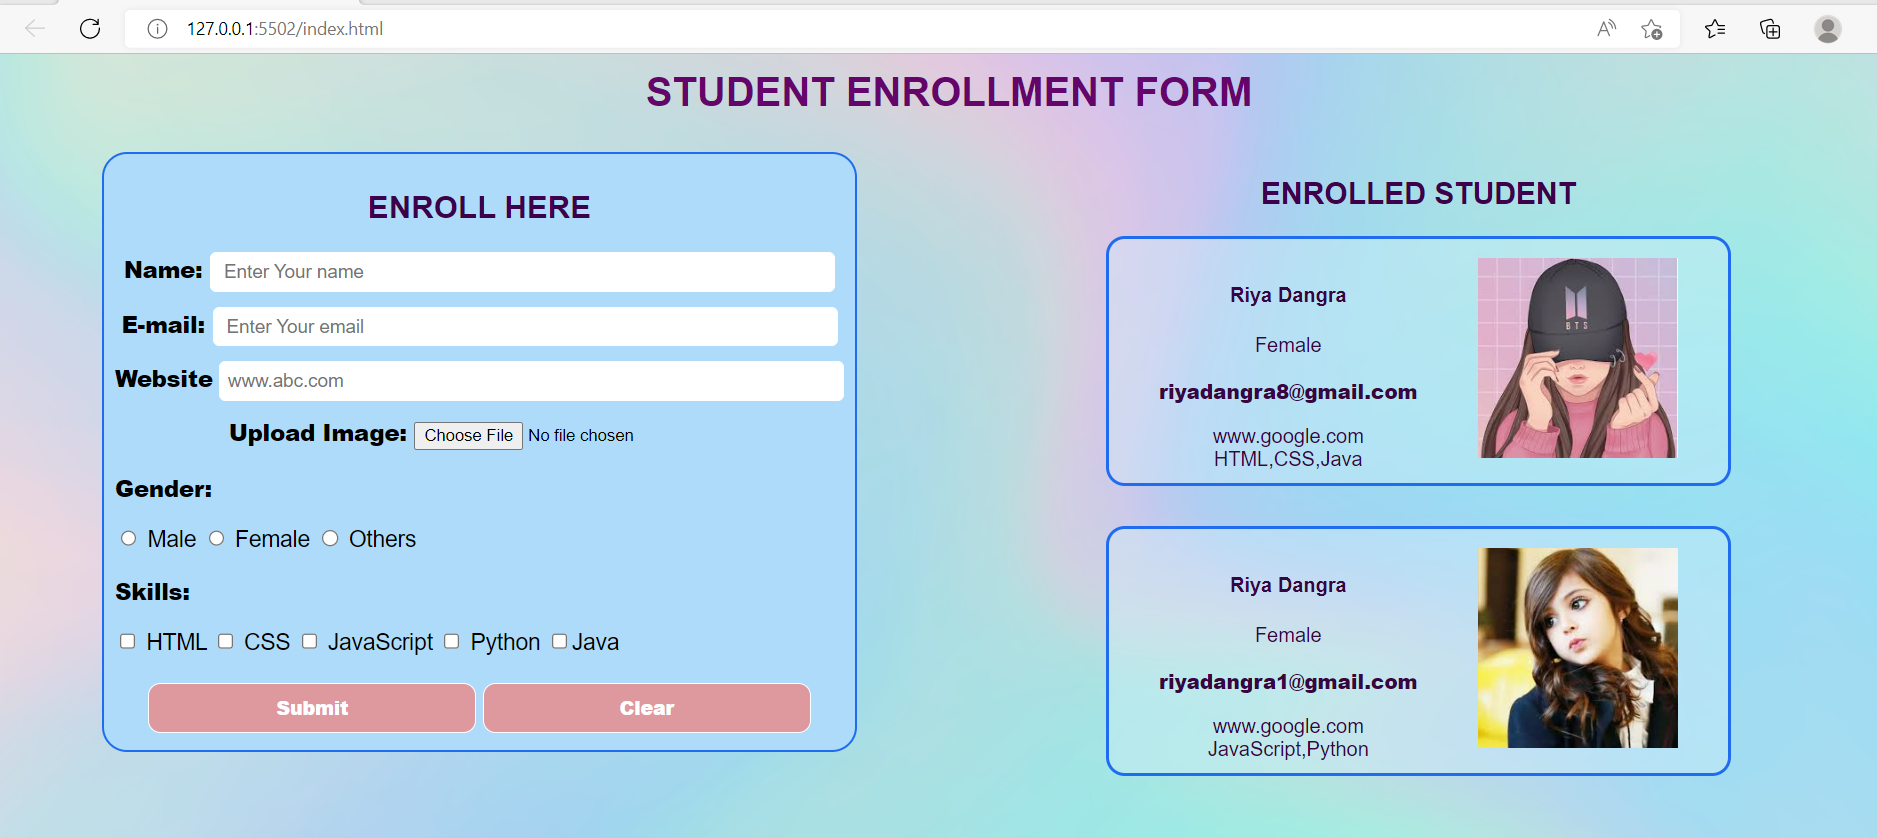 127.0.0.1:5502/index.html
STUDENT ENROLLMENT FORM
ENROLL HERE
Name: Enter Your name
E-mail: Enter Your email
Website www.abc.com
Upload Image: Choose File No file chosen
Gender:
Male Female Others
Skills:
HTML CSS JavaScript Python Java
Submit Clear
ENROLLED STUDENT
Riya Dangra
Female
riyadangra8@gmail.com
www.google.com
HTML,CSS,Java
BTS
Riya Dangra
Female
riyadangra1@gmail.com
www.google.com
JavaScript,Python